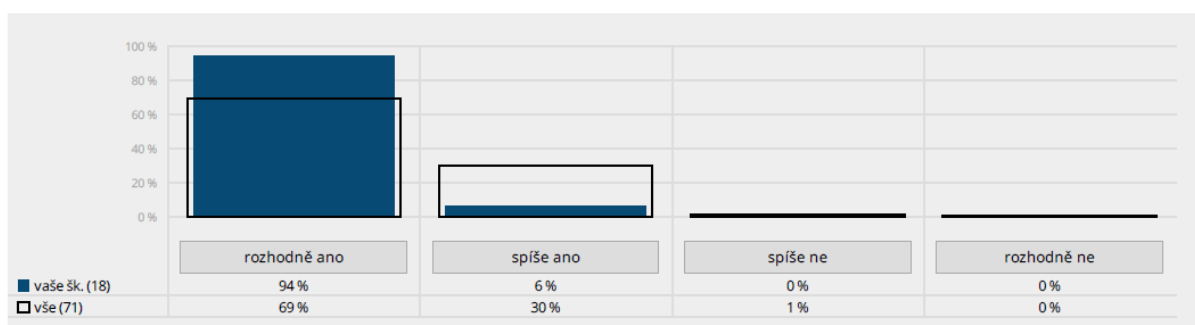 100 %
80 %
60 %
40 %
20 %
0 %
rozhodně ano spíše ano spíše ne rozhodně ne
vaše šk. (18) 94 % 6 % 0 % 0 %
vše (71) 69 % 30 % 1 % 0 %